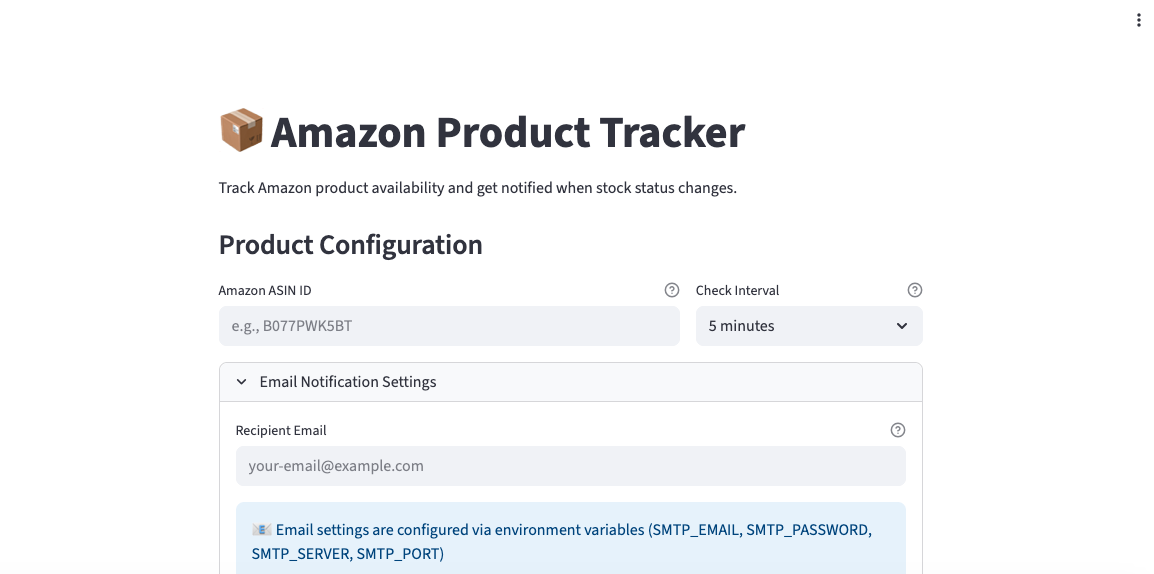 Amazon Product Tracker
Track Amazon product availability and get notified when stock status changes.
Product Configuration
Amazon ASIN ID
e.g., B077PWK5BT
Check Interval
5 minutes
Email Notification Settings
Recipient Email
your-email@example.com
Email settings are configured via environment variables (SMTP_EMAIL, SMTP_PASSWORD,
SMTP_SERVER, SMTP_PORT)